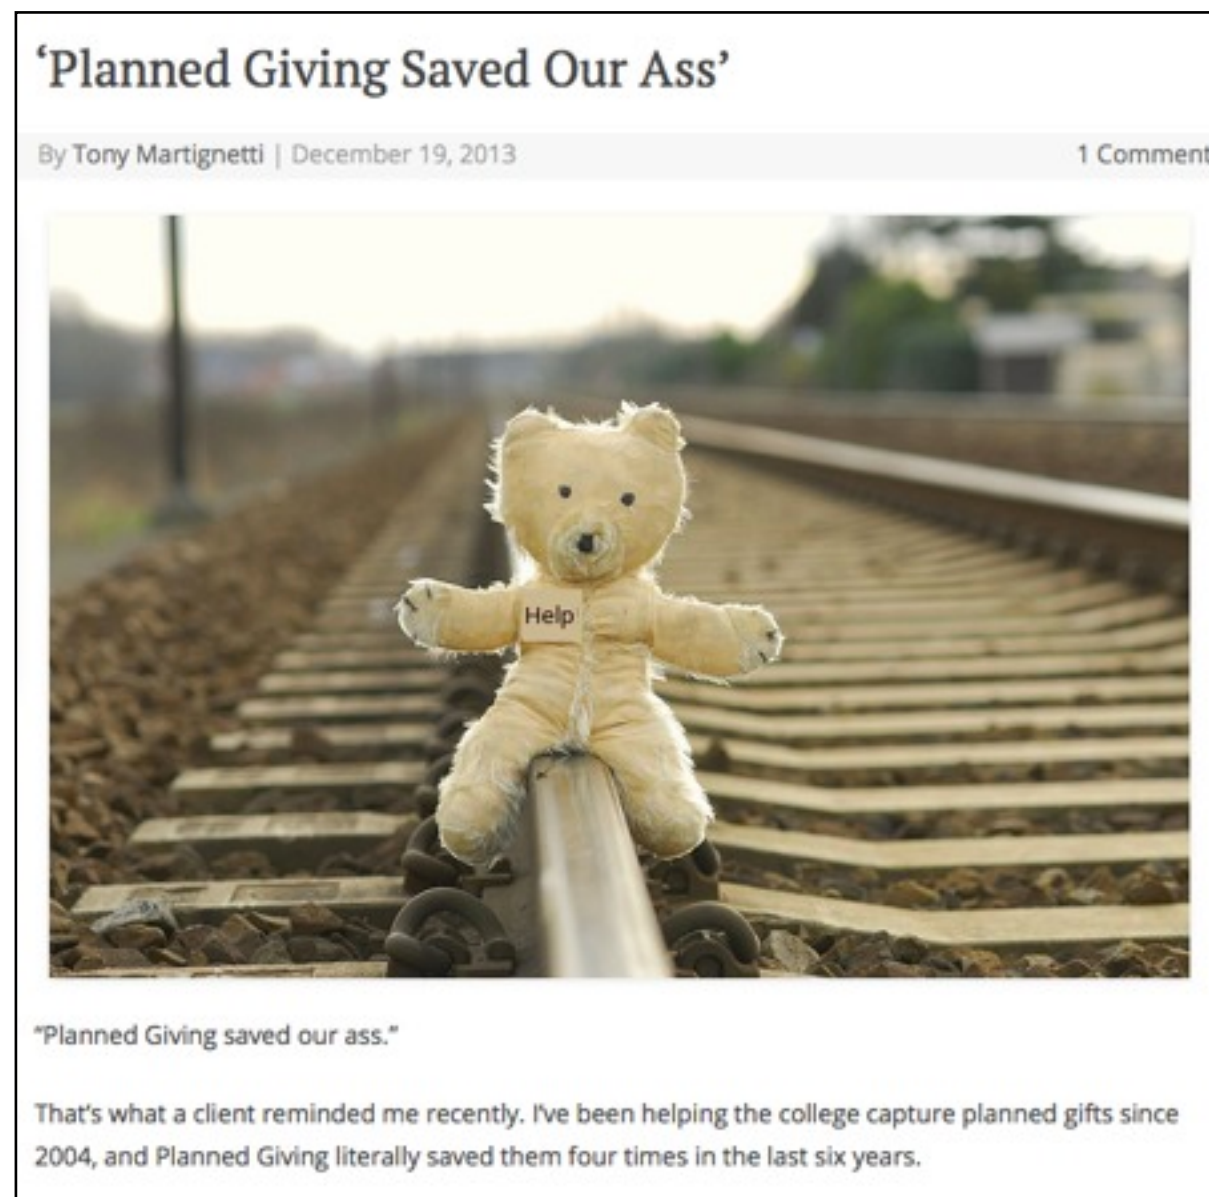 ‘Planned Giving Saved Our Ass’
By Tony Martignetti | December 19, 2013
1 Comment
Help
“Planned Giving saved our ass.”
That’s what a client reminded me recently. I’ve been helping the college capture planned gifts since
2004, and Planned Giving literally saved them four times in the last six years.